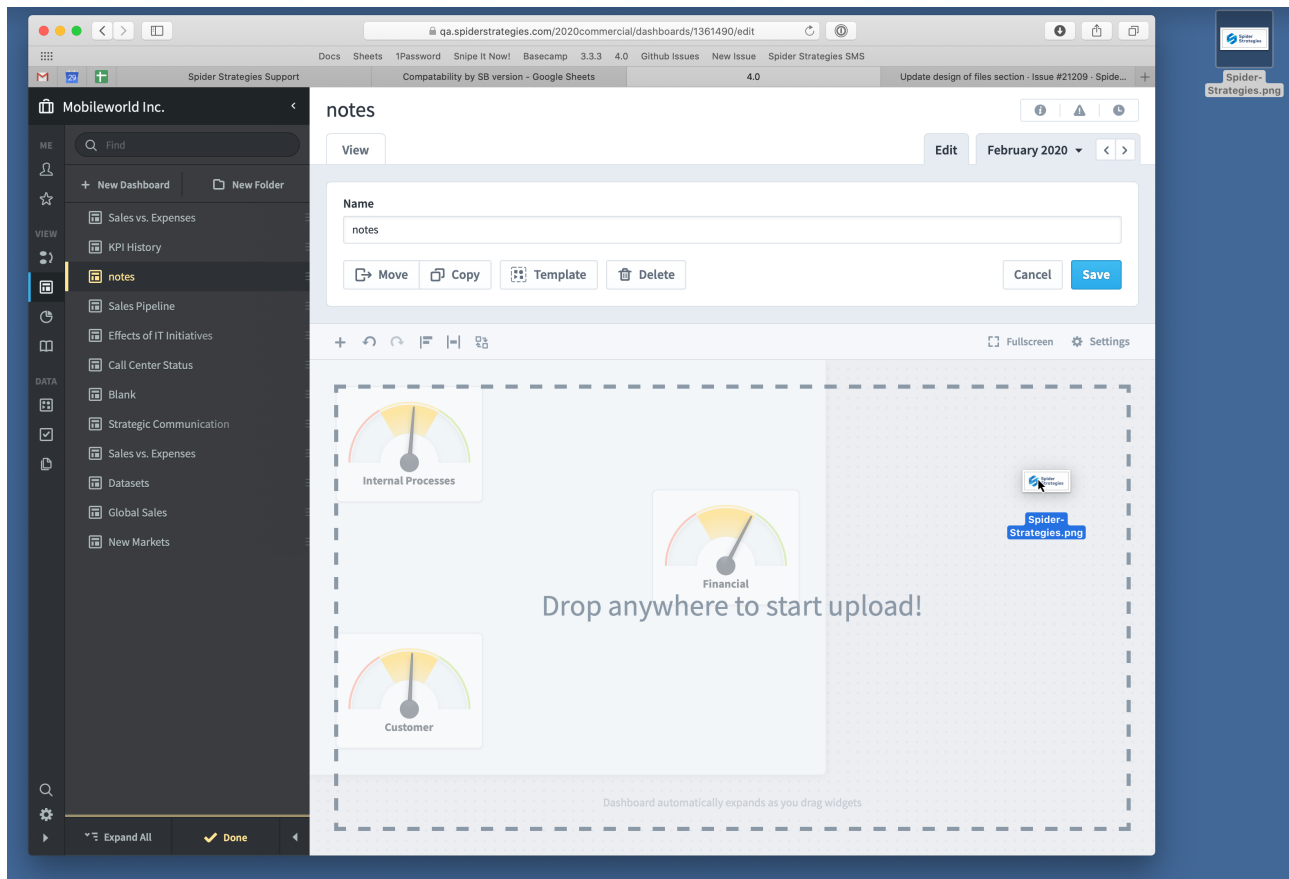 qa.spiderstrategies.com/2020commercial/dashboards/1361490/edit
Docs Sheets 1Password Snipe It Now! Basecamp 3.3.3 4.0 Github Issues New Issue Spider Strategies SMS
29 Spider Strategies Support Compatability by SB version - Google Sheets 4.0 Update design of files section · Issue #21209 · Spide...
Spider-
Strategies.png
Mobileworld Inc.
notes
ME
Find
View
Edit
February 2020
+ New Dashboard
New Folder
Name
notes
Sales vs. Expenses
VIEW
KPI History
notes
Move
Copy
Template
Delete
Cancel
Save
Sales Pipeline
Effects of IT Initiatives
Fullscreen
Settings
Call Center Status
DATA
Blank
Strategic Communication
Sales vs. Expenses
Datasets
Global Sales
New Markets
Internal Processes
Spider
Strategies
Spider-
Strategies.png
Financial
Drop anywhere to start upload!
Customer
Dashboard automatically expands as you drag widgets
Expand All
Done